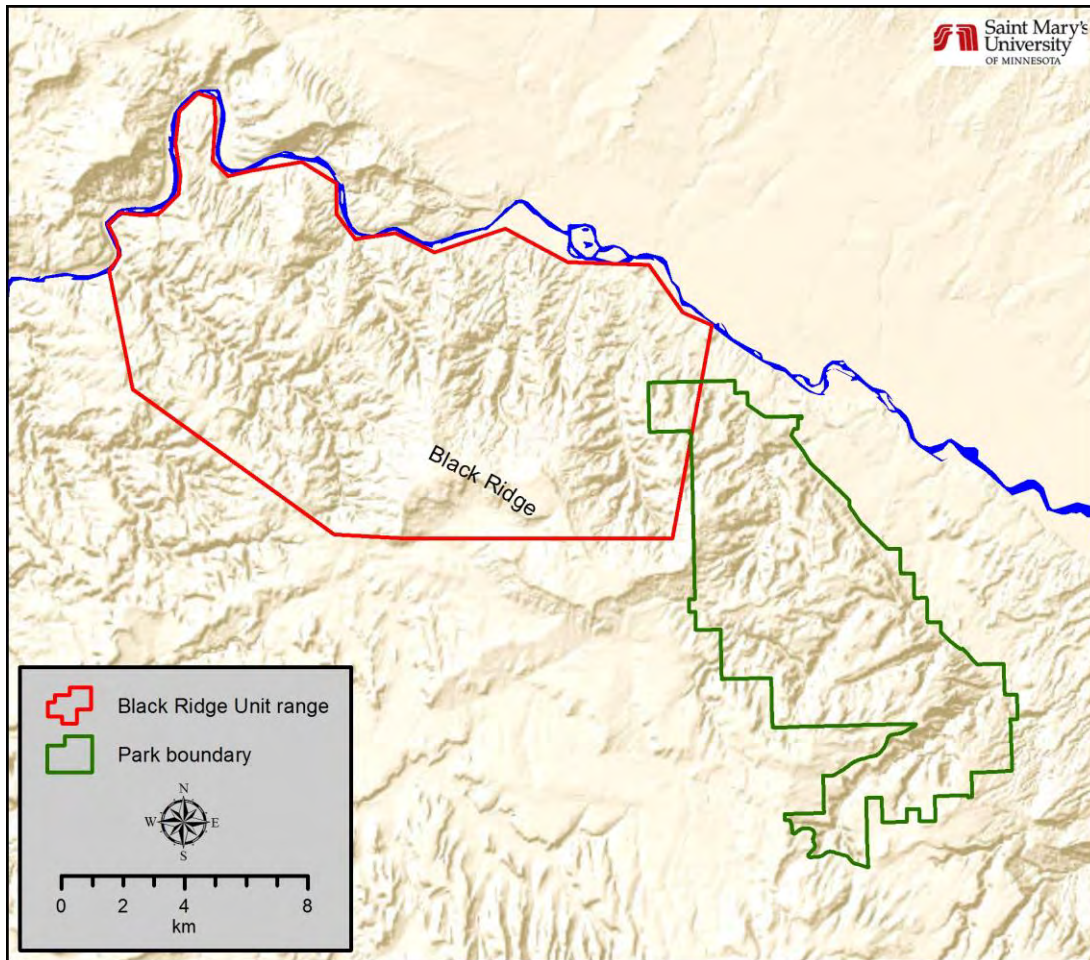 Saint Mary's
University
OF MINNESOTA
Black Ridge
Black Ridge Unit range
Park boundary
N
W E
S
0 2 4 8
km